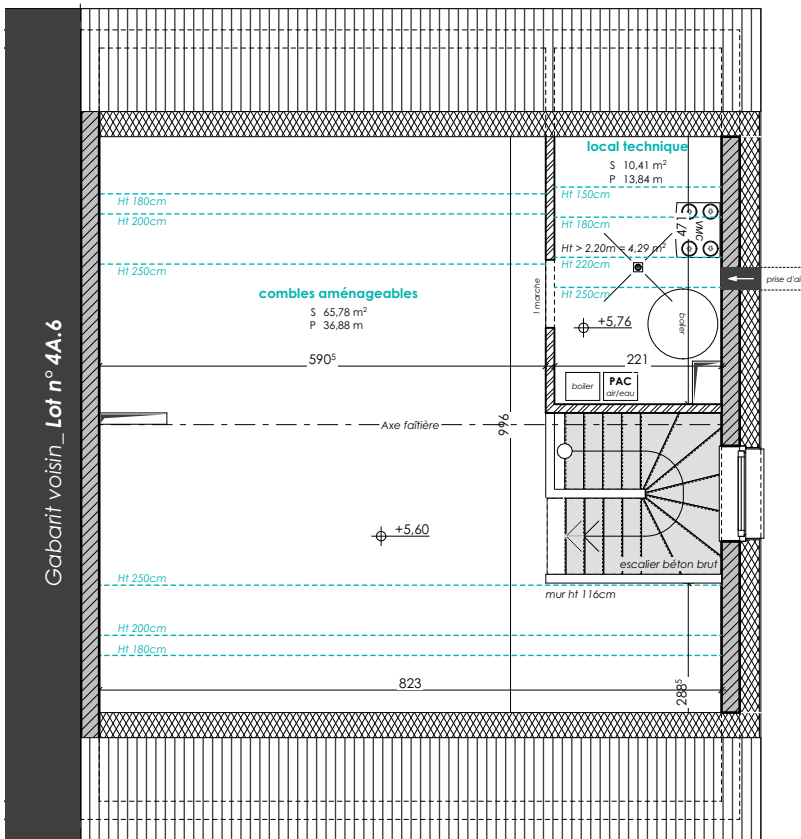 local technique
S 10,41 m²
P 13,84 m
Ht 150cm
Ht 180cm
Ht 180cm
Ht 200cm
471
VMC
Ht > 2.20m = 4,29 m²
Ht 220cm
Ht 250cm
Ht 250cm
prise d'ai
combles aménageables
S 65,78 m²
P 36,88 m
1 marche
+5,76
boiler
590⁵
221
boiler
PAC
air/eau
Gabarit voisin_ Lot n° 4A.6
Axe faîtière
996
+5,60
escalier béton brut
Ht 250cm
mur ht 116cm
Ht 200cm
Ht 180cm
823
288⁵